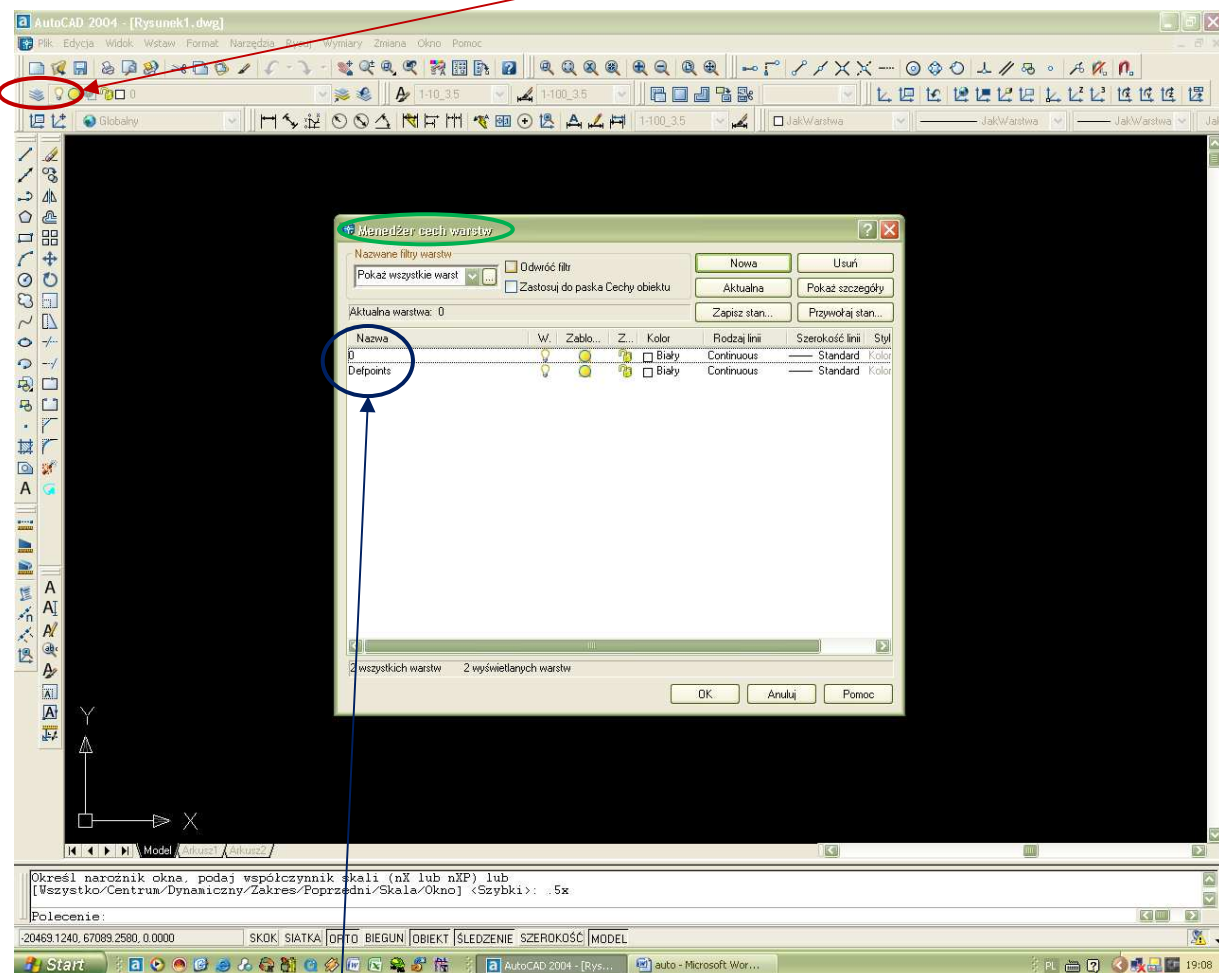 AutoCAD 2004 - [Rysunek1.dwg]
Plik Edycja Widok Wstaw Format Narzędzia Rysuj Wymiary Zmiana Okno Pomoc
0 1-10_3.5 1-100_3.5
Globalny 1-100_3.5 JakWarstwa JakWarstwa JakWarstwa Jak
Menedżer cech warstw
Nazwane filtry warstw
Pokaż wszystkie warst ... Odwróć filtr Nowa Usuń
Zastosuj do paska Cechy obiektu Aktualna Pokaż szczegóły
Aktualna warstwa: 0 Zapisz stan... Przywołaj stan...
Nazwa W. Zablo... Z... Kolor Rodzaj linii Szerokość linii Styl
0 Biały Continuous Standard Kolor
Defpoints Biały Continuous Standard Kolor
2 wszystkich warstw 2 wyświetlanych warstw
OK Anuluj Pomoc
Y
X
Model Arkusz1 Arkusz2
Określ narożnik okna, podaj współczynnik skali (nX lub nXP) lub
[Wszystko/Centrum/Dynamiczny/Zakres/Poprzedni/Skala/Okno] <Szybki>: .5x
Polecenie:
-20469.1240, 67089.2580, 0.0000 SKOK SIATKA ORTO BIEGUN OBIEKT ŚLEDZENIE SZEROKOŚĆ MODEL
Start AutoCAD 2004 - [Rys... auto - Microsoft Wor... PL 19:08